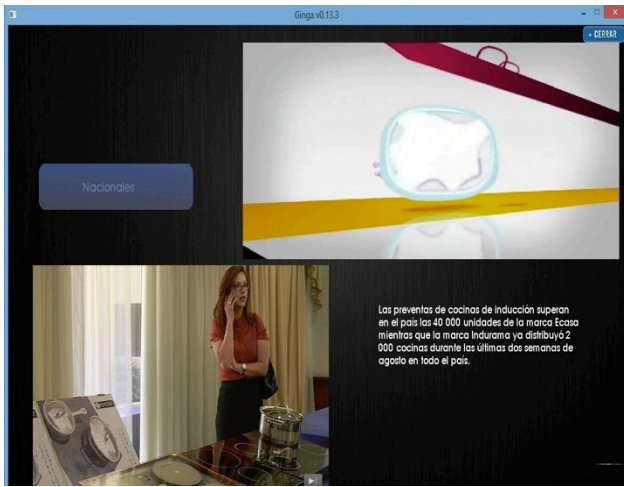 Ginga v0.13.3
CERRAR
Nacionales
Las preventas de cocinas de inducción superan
en el país las 40 000 unidades de la marca Ecasa
mientras que la marca Indurama ya distribuyó 2
000 cocinas durante las últimas dos semanas de
agosto en todo el país.